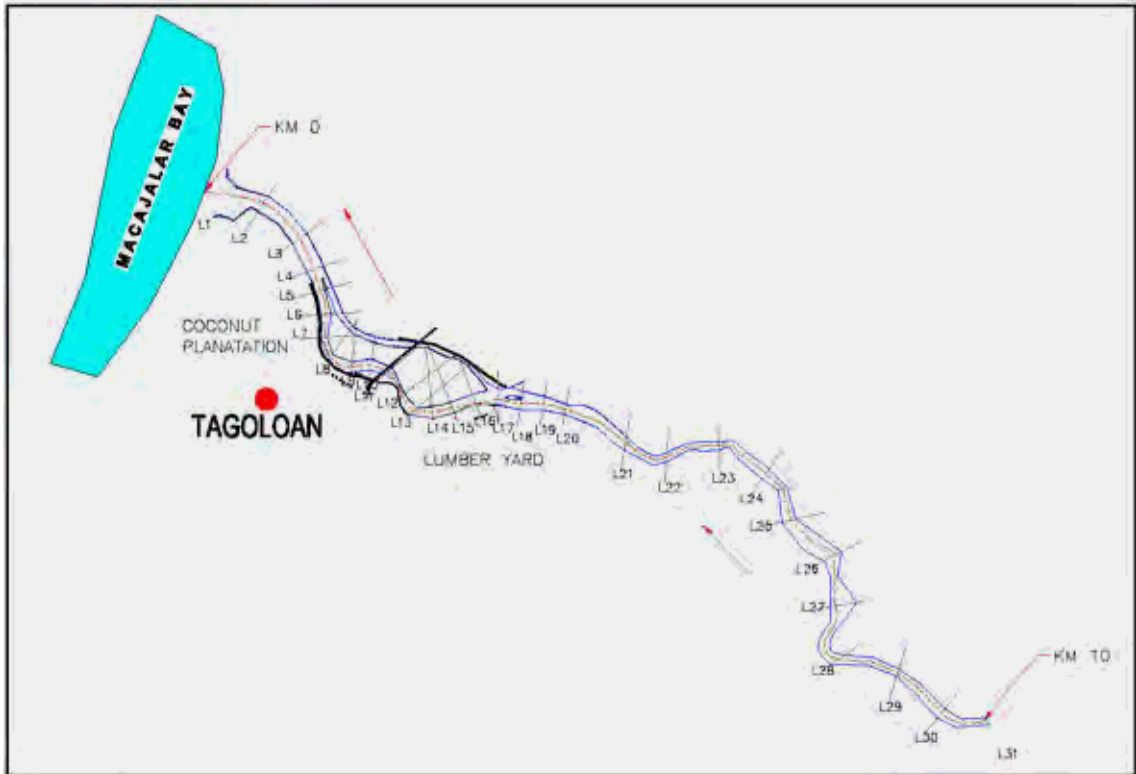 MACAJALAR BAY
KM 0
L1
L2
L3
L4
L5
L6
L7
COCONUT
PLANATATION
L8
L12
L13
L14
L15
L16
L17
L18
L19
L20
TAGOLOAN
LUMBER YARD
L21
L22
L23
L24
L25
L26
L27
L28
L29
L30
L31
KM 10